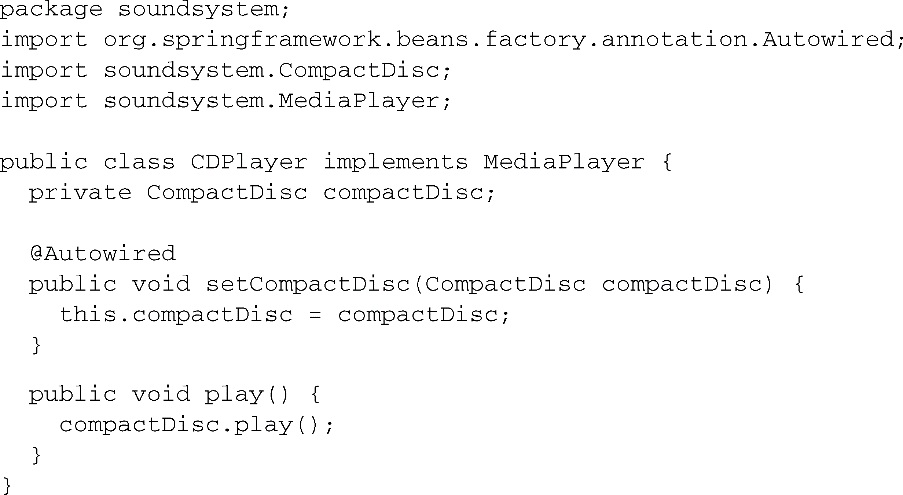 package soundsystem;
import org.springframework.beans.factory.annotation.Autowired;
import soundsystem.CompactDisc;
import soundsystem.MediaPlayer;

public class CDPlayer implements MediaPlayer {
  private CompactDisc compactDisc;

  @Autowired
  public void setCompactDisc(CompactDisc compactDisc) {
    this.compactDisc = compactDisc;
  }

  public void play() {
    compactDisc.play();
  }
}